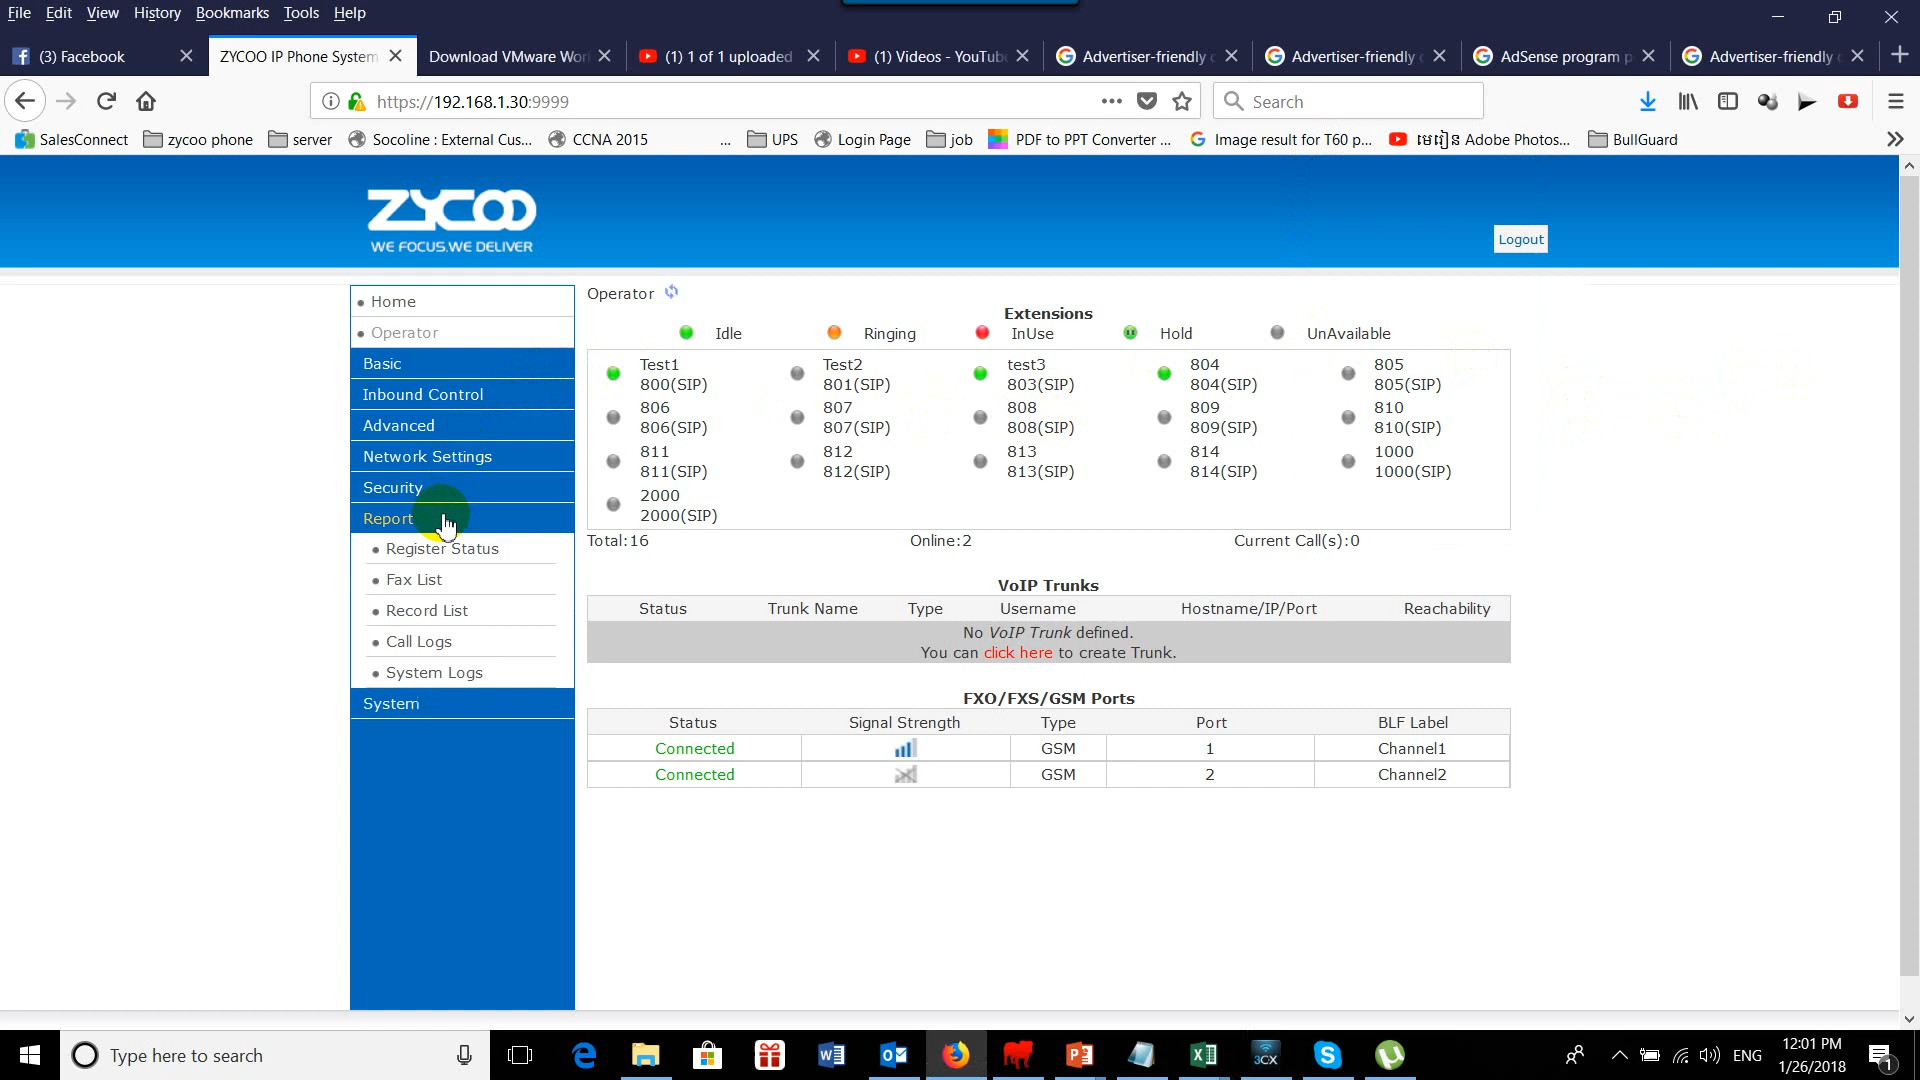 File Edit View History Bookmarks Tools Help
(3) Facebook
ZYCOO IP Phone System
Download VMware Wor
(1) 1 of 1 uploaded
(1) Videos - YouTub
Advertiser-friendly c
Advertiser-friendly c
AdSense program p
Advertiser-friendly c
https://192.168.1.30:9999
Search
SalesConnect
zycoo phone
server
Socoline : External Cus...
CCNA 2015
...
UPS
Login Page
job
PDF to PPT Converter ...
Image result for T60 p...
Adobe Photos...
BullGuard
ZYCOO
WE FOCUS.WE DELIVER
Logout
Home
Operator
Basic
Inbound Control
Advanced
Network Settings
Security
Report
Register Status
Fax List
Record List
Call Logs
System Logs
System
Operator
Extensions
Idle Ringing InUse Hold UnAvailable
Test1 Test2 test3 804 805
800(SIP) 801(SIP) 803(SIP) 804(SIP) 805(SIP)
806 807 808 809 810
806(SIP) 807(SIP) 808(SIP) 809(SIP) 810(SIP)
811 812 813 814 1000
811(SIP) 812(SIP) 813(SIP) 814(SIP) 1000(SIP)
2000
2000(SIP)
Total:16 Online:2 Current Call(s):0
VoIP Trunks
Status Trunk Name Type Username Hostname/IP/Port Reachability
No VoIP Trunk defined.
You can click here to create Trunk.
FXO/FXS/GSM Ports
Status Signal Strength Type Port BLF Label
Connected GSM 1 Channel1
Connected GSM 2 Channel2
Type here to search
3CX
ENG
12:01 PM
1/26/2018
1